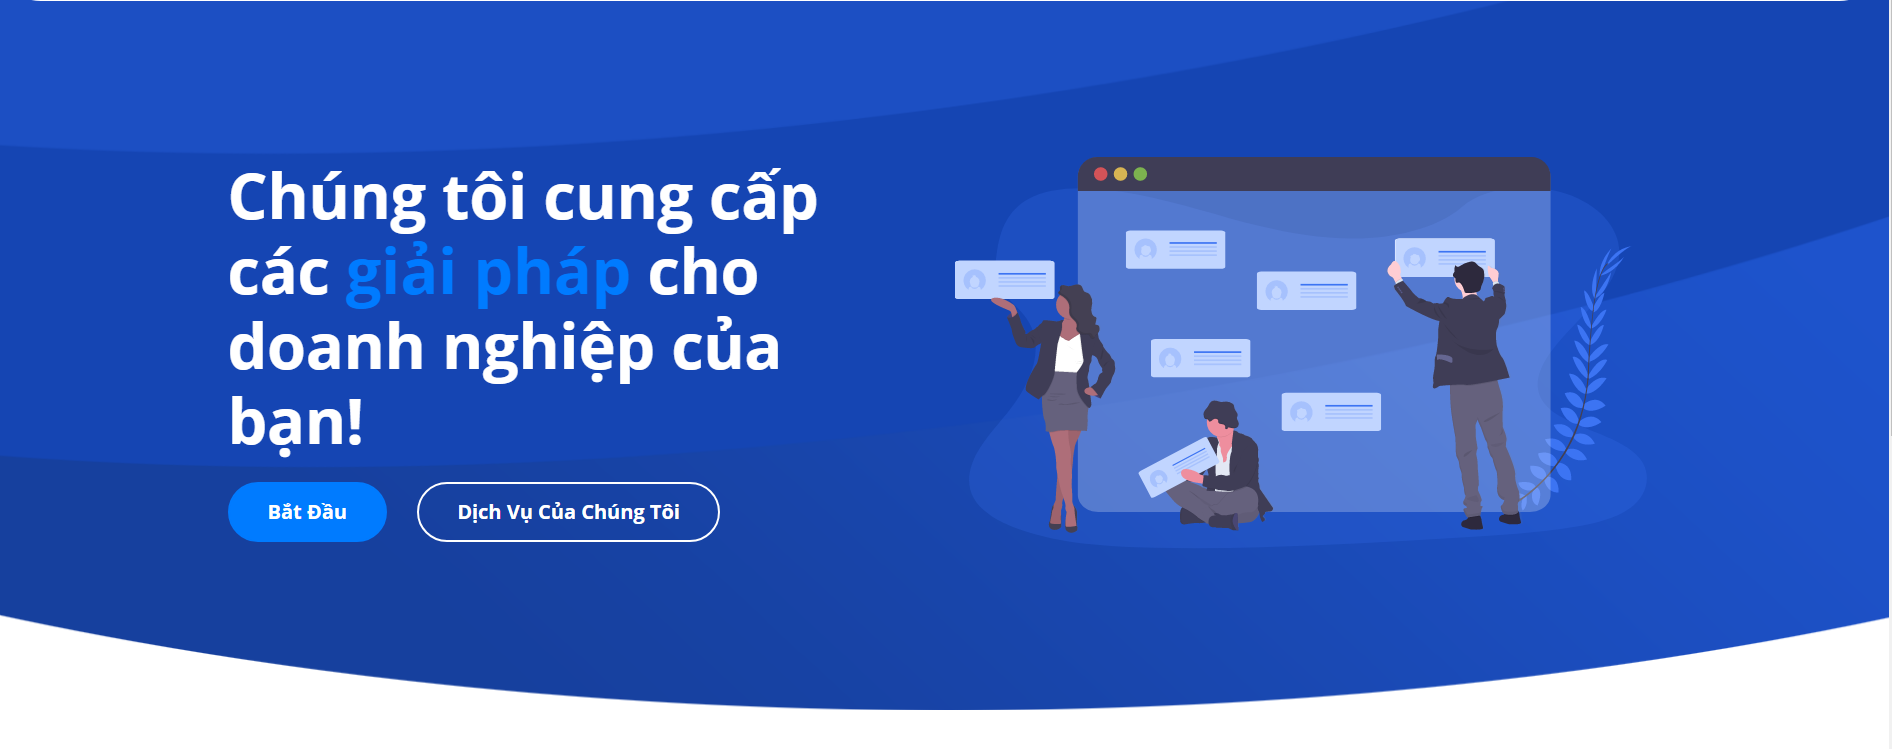 Chúng tôi cung cấp
các giải pháp cho
doanh nghiệp của
bạn!
Bắt Đầu
Dịch Vụ Của Chúng Tôi